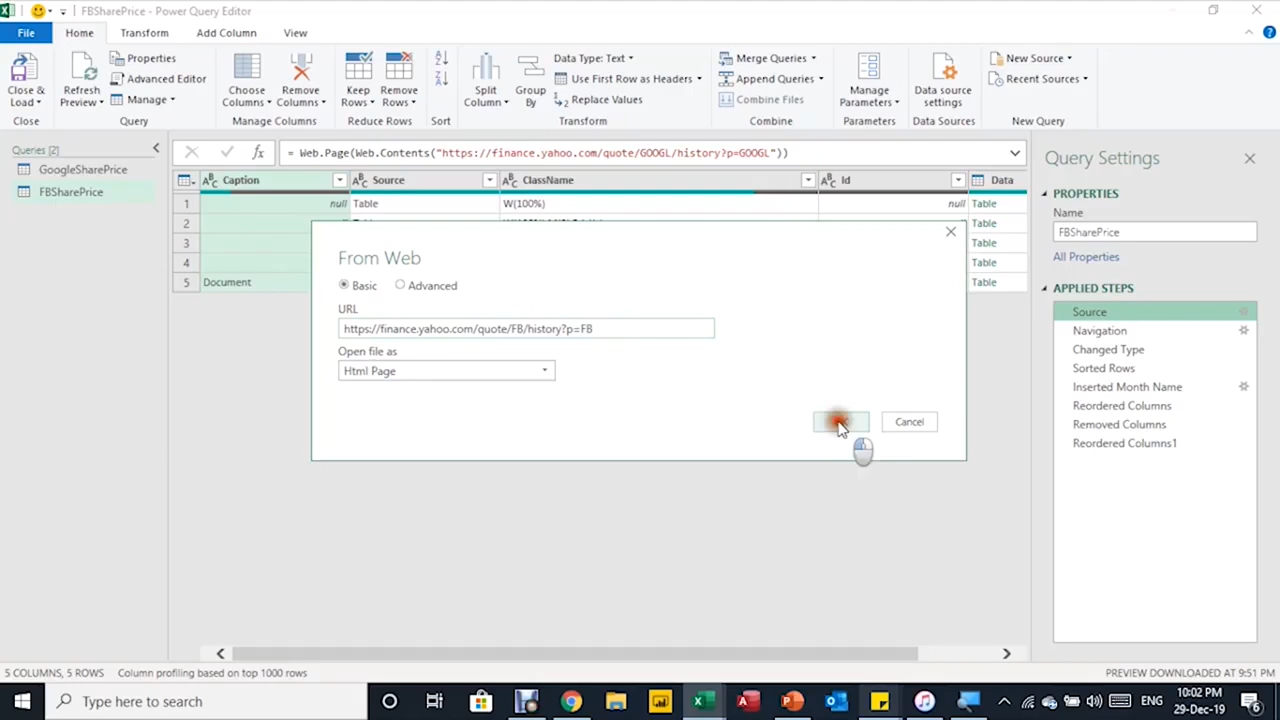 FBSharePrice - Power Query Editor
File
Home
Transform
Add Column
View
Close &
Load
Close
Refresh
Preview
Properties
Advanced Editor
Manage
Query
Choose
Columns
Remove
Columns
Manage Columns
Keep
Rows
Remove
Rows
Reduce Rows
Sort
Split
Column
Group
By
Data Type: Text
Use First Row as Headers
Replace Values
Transform
Merge Queries
Append Queries
Combine Files
Combine
Manage
Parameters
Parameters
Data source
settings
Data Sources
New Source
Recent Sources
New Query
Queries [2]
GoogleSharePrice
FBSharePrice
fx
= Web.Page(Web.Contents("https://finance.yahoo.com/quote/GOOGL/history?p=GOOGL"))
Caption
Source
ClassName
Id
Data
1
null
Table
W(100%)
null
Table
2
Table
3
Table
4
Table
5
Document
Table
From Web
Basic
Advanced
URL
https://finance.yahoo.com/quote/FB/history?p=FB
Open file as
Html Page
Cancel
Query Settings
PROPERTIES
Name
FBSharePrice
All Properties
APPLIED STEPS
Source
Navigation
Changed Type
Sorted Rows
Inserted Month Name
Reordered Columns
Removed Columns
Reordered Columns1
5 COLUMNS, 5 ROWS
Column profiling based on top 1000 rows
PREVIEW DOWNLOADED AT 9:51 PM
Type here to search
ENG
10:02 PM
29-Dec-19
6